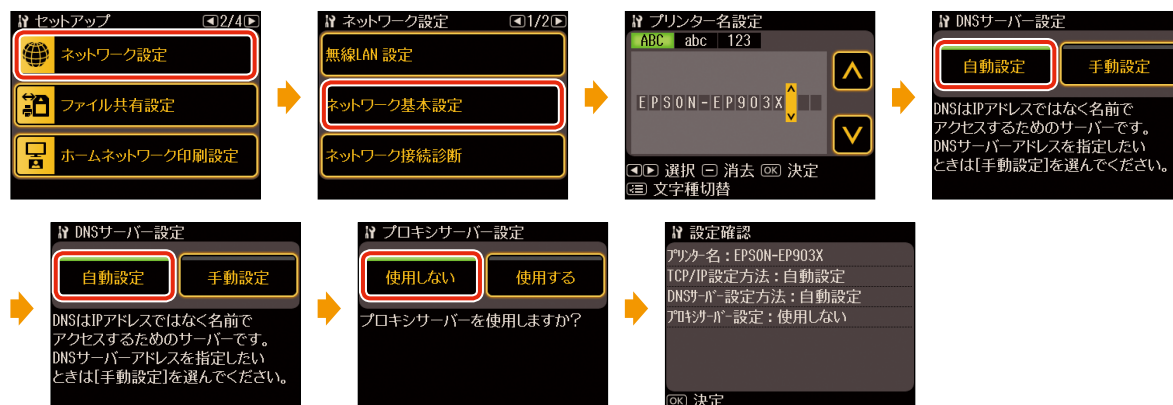 セットアップ 2/4
ネットワーク設定
ファイル共有設定
ホームネットワーク印刷設定
ネットワーク設定 1/2
無線LAN 設定
ネットワーク基本設定
ネットワーク接続診断
プリンター名設定
ABC abc 123
EPSON-EP903X
選択 消去 OK 決定
文字種切替
DNSサーバー設定
自動設定 手動設定
DNSはIPアドレスではなく名前で
アクセスするためのサーバーです。
DNSサーバーアドレスを指定したい
ときは[手動設定]を選んでください。
DNSサーバー設定
自動設定 手動設定
DNSはIPアドレスではなく名前で
アクセスするためのサーバーです。
DNSサーバーアドレスを指定したい
ときは[手動設定]を選んでください。
プロキシサーバー設定
使用しない 使用する
プロキシサーバーを使用しますか?
設定確認
プリンター名:EPSON-EP903X
TCP/IP設定方法:自動設定
DNSサーバー設定方法:自動設定
プロキシサーバー設定:使用しない
OK 決定